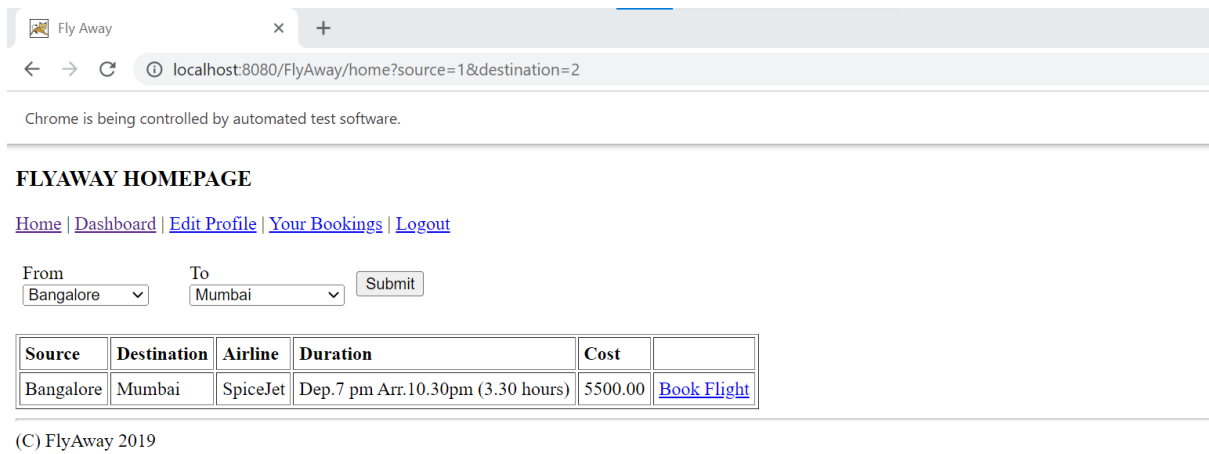 Fly Away
localhost:8080/FlyAway/home?source=1&destination=2
Chrome is being controlled by automated test software.
FLYAWAY HOMEPAGE
Home | Dashboard | Edit Profile | Your Bookings | Logout
From To
Bangalore Mumbai Submit
Source Destination Airline Duration Cost
Bangalore Mumbai SpiceJet Dep.7 pm Arr.10.30pm (3.30 hours) 5500.00 Book Flight
(C) FlyAway 2019